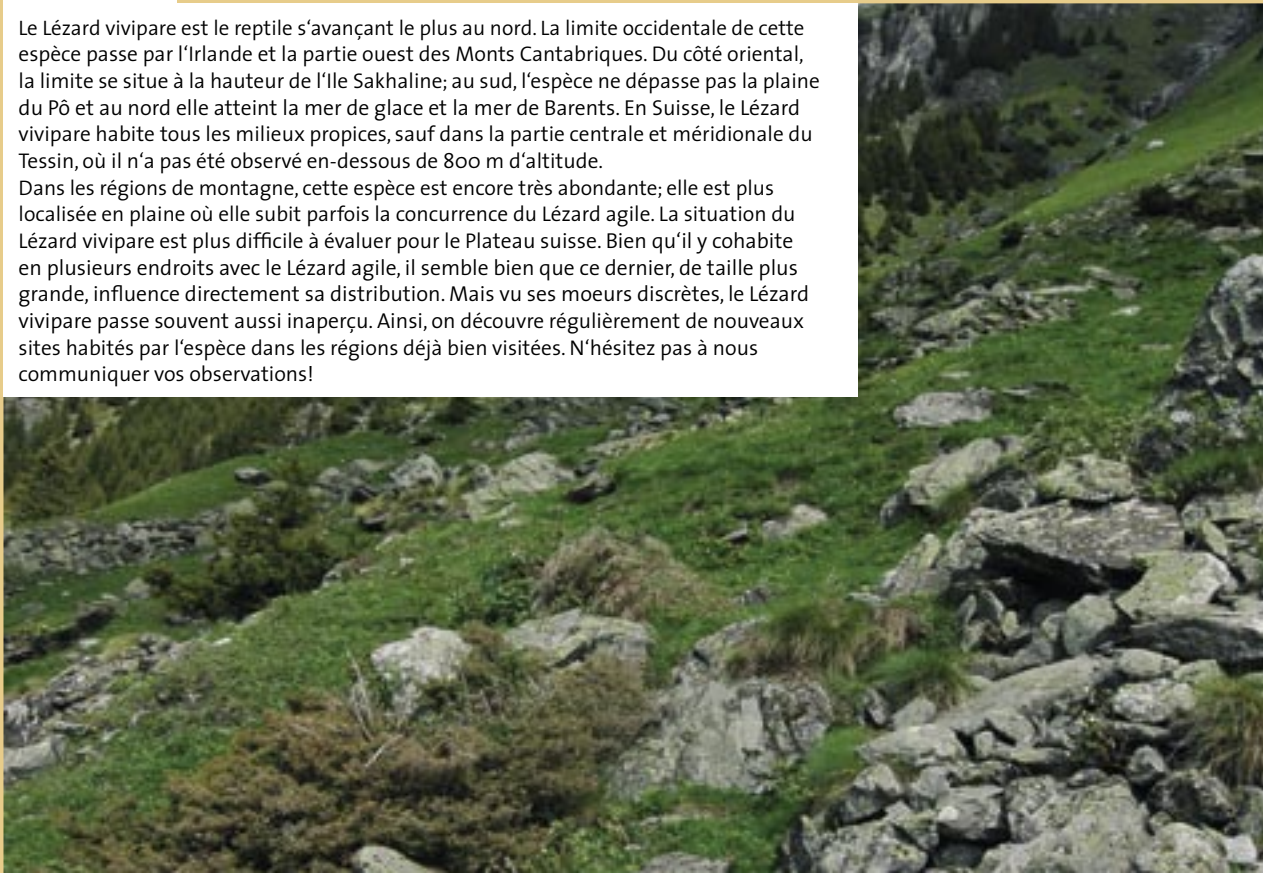 Le Lézard vivipare est le reptile s‘avançant le plus au nord. La limite occidentale de cette
espèce passe par l‘Irlande et la partie ouest des Monts Cantabriques. Du côté oriental,
la limite se situe à la hauteur de l‘Ile Sakhaline; au sud, l‘espèce ne dépasse pas la plaine
du Pô et au nord elle atteint la mer de glace et la mer de Barents. En Suisse, le Lézard
vivipare habite tous les milieux propices, sauf dans la partie centrale et méridionale du
Tessin, où il n‘a pas été observé en-dessous de 800 m d‘altitude.
Dans les régions de montagne, cette espèce est encore très abondante; elle est plus
localisée en plaine où elle subit parfois la concurrence du Lézard agile. La situation du
Lézard vivipare est plus difficile à évaluer pour le Plateau suisse. Bien qu‘il y cohabite
en plusieurs endroits avec le Lézard agile, il semble bien que ce dernier, de taille plus
grande, influence directement sa distribution. Mais vu ses moeurs discrètes, le Lézard
vivipare passe souvent aussi inaperçu. Ainsi, on découvre régulièrement de nouveaux
sites habités par l‘espèce dans les régions déjà bien visitées. N‘hésitez pas à nous
communiquer vos observations!